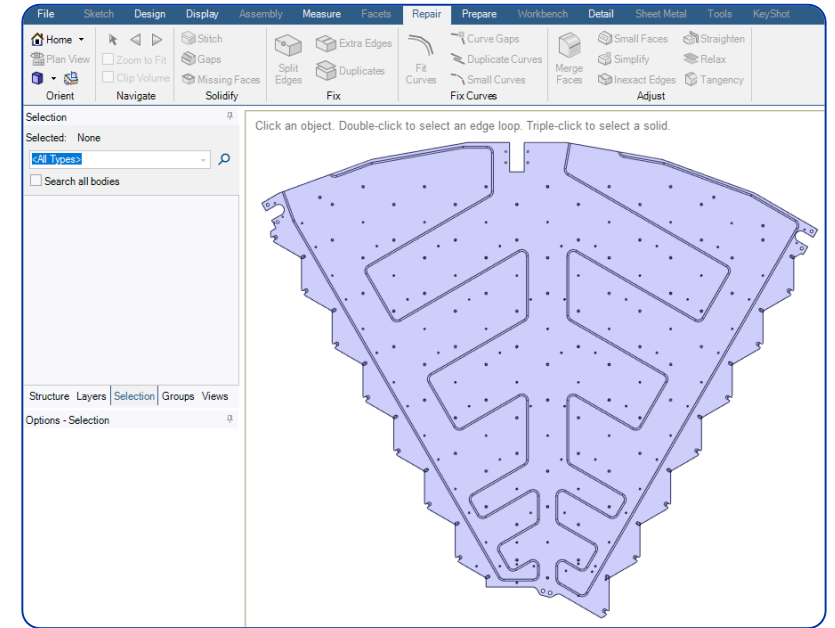 File Sketch Design Display Assembly Measure Facets Repair Prepare Workbench Detail Sheet Metal Tools KeyShot
Home
Plan View
Orient
Zoom to Fit
Clip Volume
Navigate
Stitch
Gaps
Missing Faces
Solidify
Split Edges
Extra Edges
Duplicates
Fix
Fit Curves
Curve Gaps
Duplicate Curves
Small Curves
Fix Curves
Merge Faces
Small Faces
Simplify
Inexact Edges
Straighten
Relax
Tangency
Adjust
Selection
Selected: None
<All Types>
Search all bodies
Structure Layers Selection Groups Views
Options - Selection
Click an object. Double-click to select an edge loop. Triple-click to select a solid.